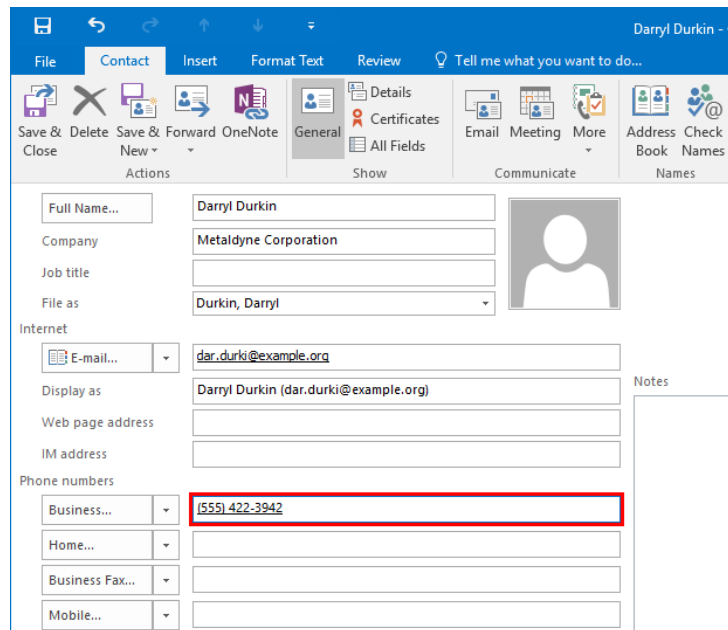 Darryl Durkin -
File Contact Insert Format Text Review Tell me what you want to do...
Save & Close
Delete
Save & New
Forward
OneNote
General
Details
Certificates
All Fields
Email
Meeting
More
Address Book
Check Names
Actions Show Communicate Names
Full Name... Darryl Durkin
Company Metaldyne Corporation
Job title
File as Durkin, Darryl
Internet
E-mail... dar.durki@example.org
Display as Darryl Durkin (dar.durki@example.org)
Notes
Web page address
IM address
Phone numbers
Business... (555) 422-3942
Home...
Business Fax...
Mobile...